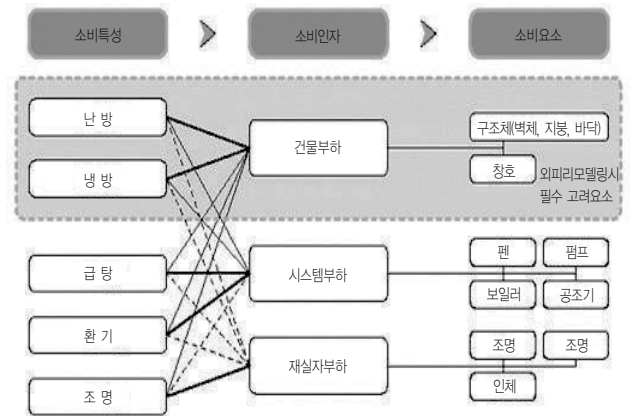 소비특성
소비인자
소비요소
난 방
냉 방
건물부하
구조체(벽체, 지붕, 바닥)
창호
외피리모델링시
필수 고려요소
급 탕
환 기
조 명
시스템부하
재실자부하
펜
펌프
보일러
공조기
조명
조명
인체